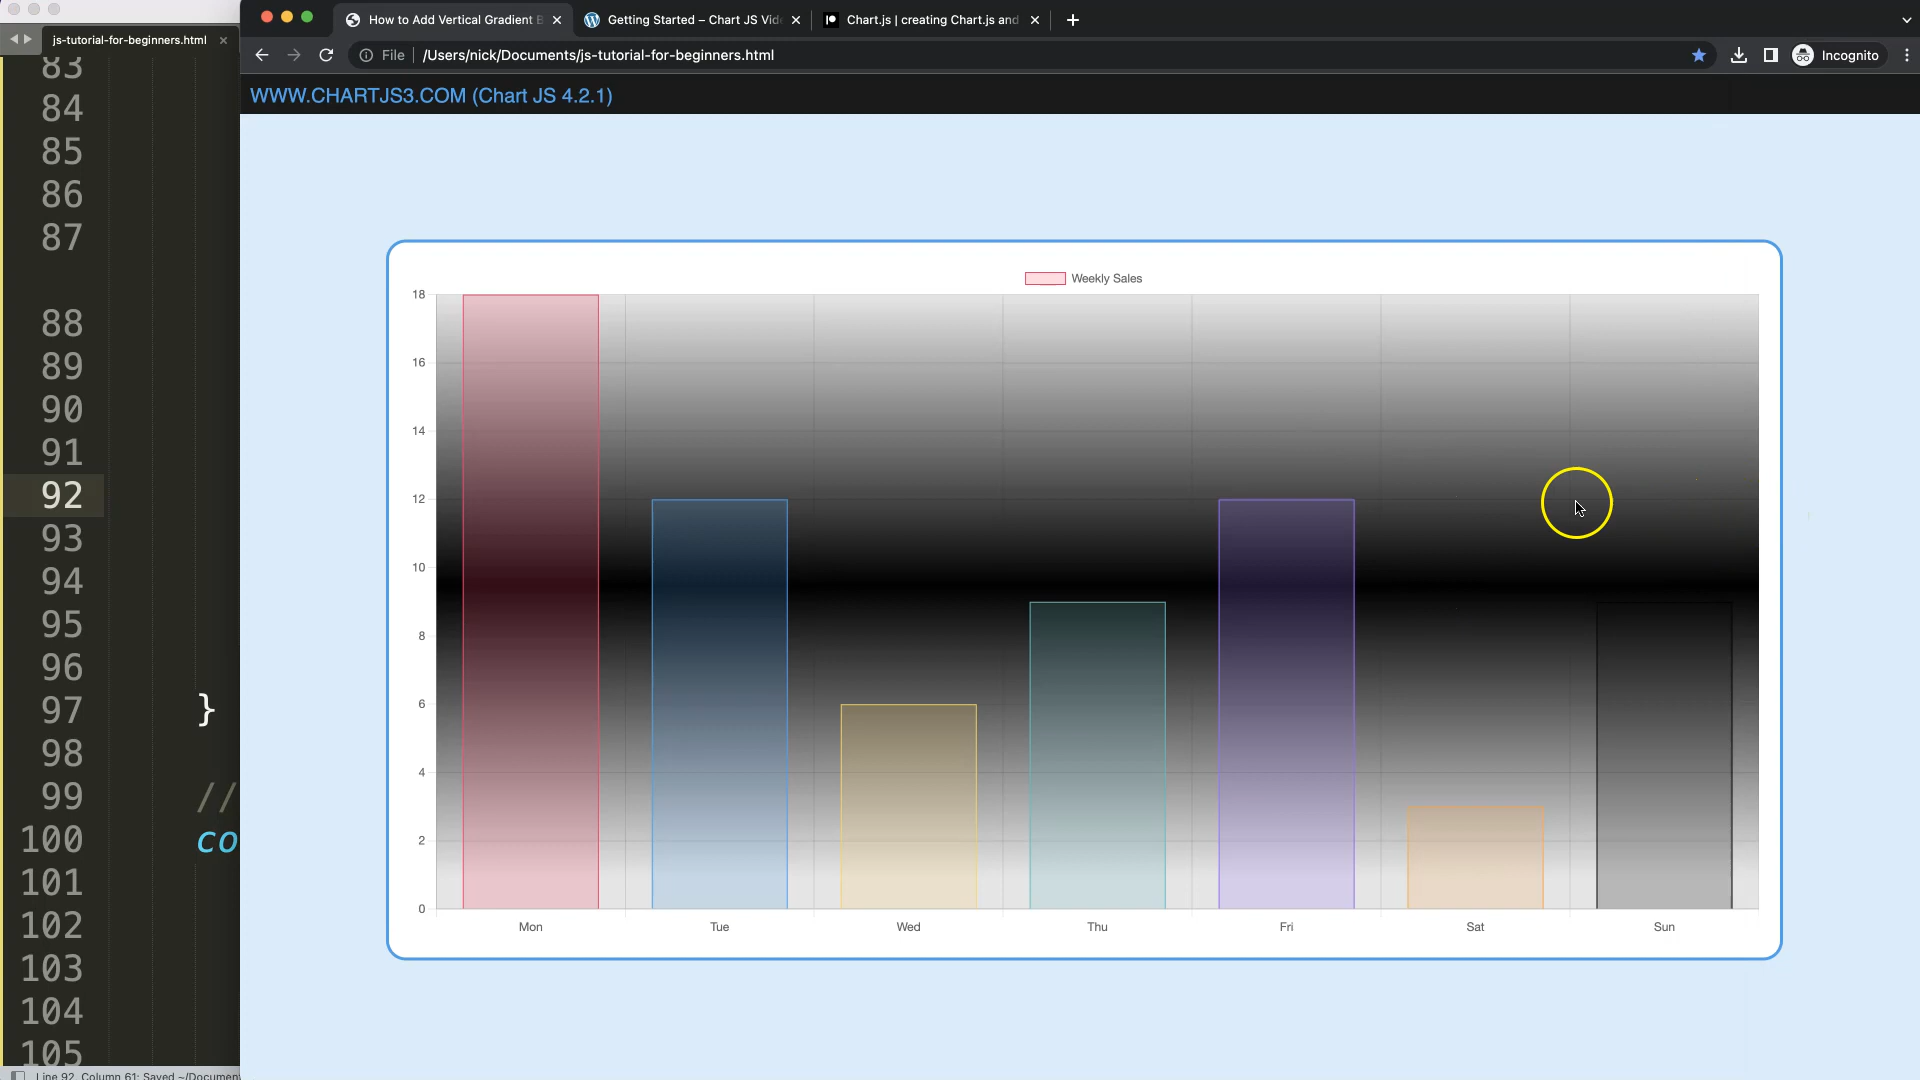 js-tutorial-for-beginners.html ×
83
84
85
86
87
88
89
90
91
92
93
94
95
96
97 }
98
99 //
100 co
101
102
103
104
105
Line 92, Column 61; Saved ~/Documen
How to Add Vertical Gradient B ×
Getting Started – Chart JS Vid ×
Chart.js | creating Chart.js and ×
File /Users/nick/Documents/js-tutorial-for-beginners.html
Incognito
WWW.CHARTJS3.COM (Chart JS 4.2.1)
Weekly Sales
18
16
14
12
10
8
6
4
2
0
Mon Tue Wed Thu Fri Sat Sun